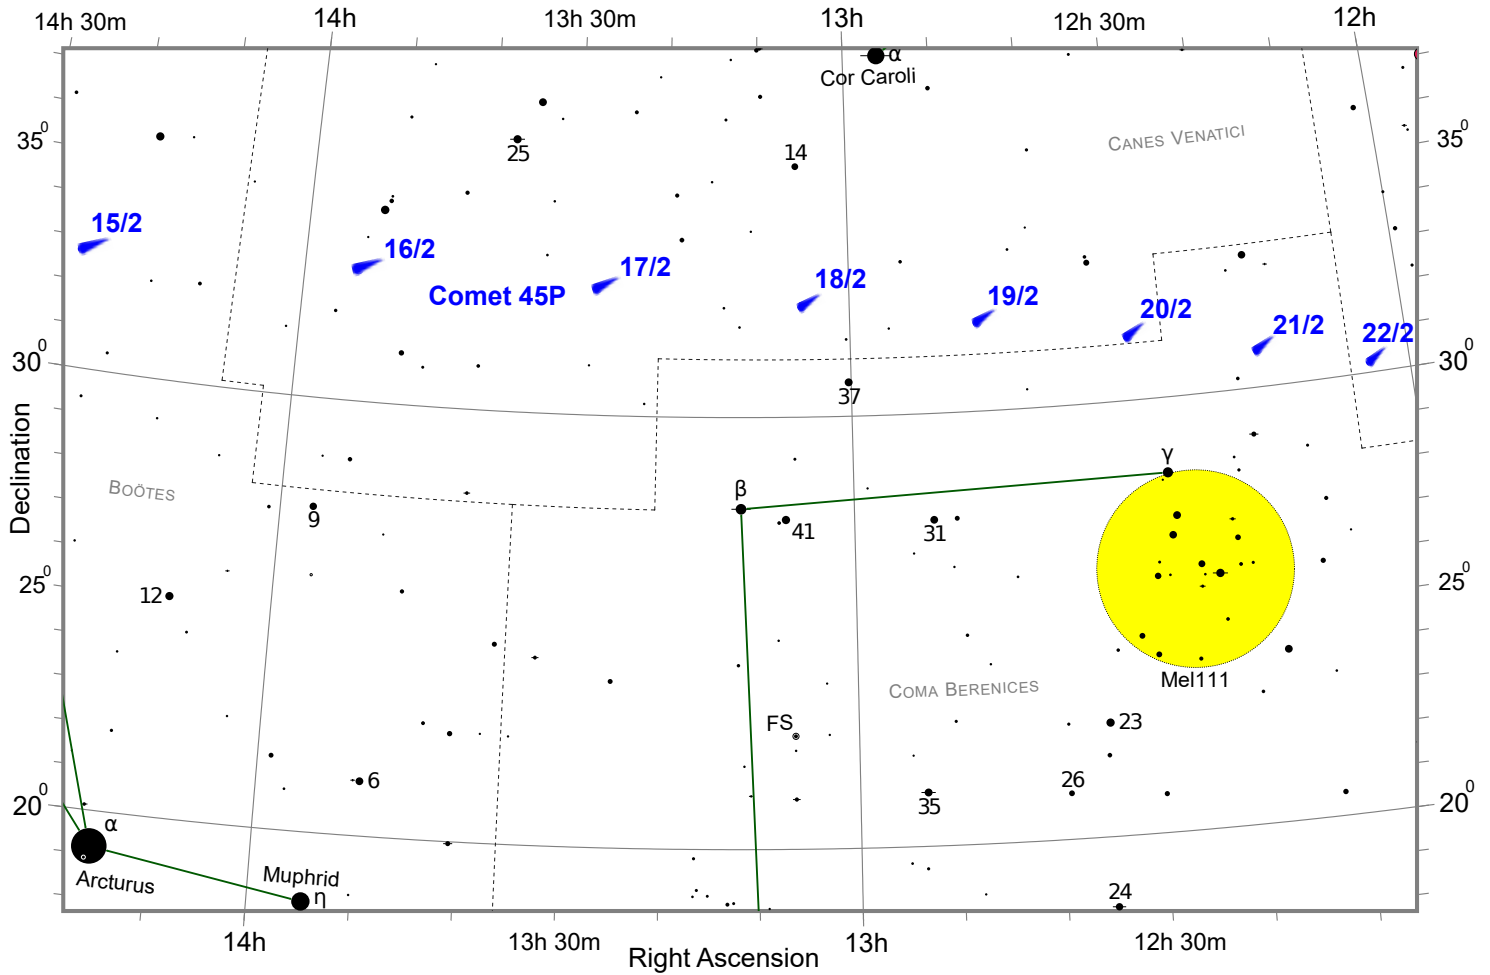 14h 30m
14h
13h 30m
13h
12h 30m
12h
α
Cor Caroli
35⁰
35⁰
25
14
CANES VENATICI
15/2
16/2
17/2
Comet 45P
18/2
19/2
20/2
21/2
22/2
30⁰
30⁰
37
Declination
BOÖTES
γ
β
9
41
31
25⁰
25⁰
12
COMA BERENICES
Mel111
FS
23
6
26
35
20⁰
20⁰
α
Arcturus
Muphrid
η
24
14h
13h 30m
13h
12h 30m
Right Ascension